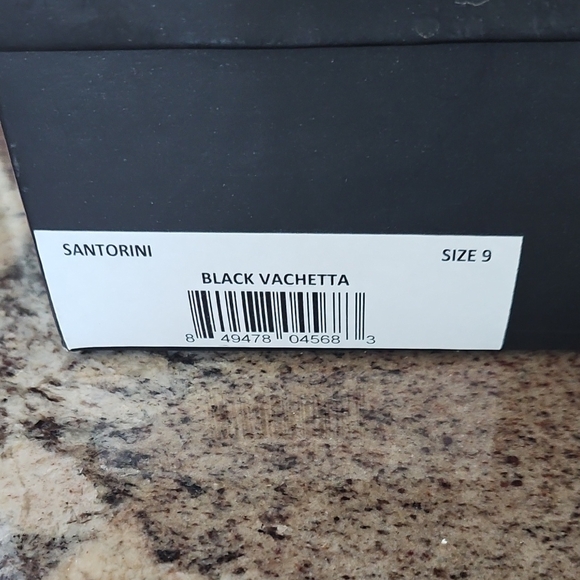 SANTORINI SIZE 9
BLACK VACHETTA
8 49478 04568 3